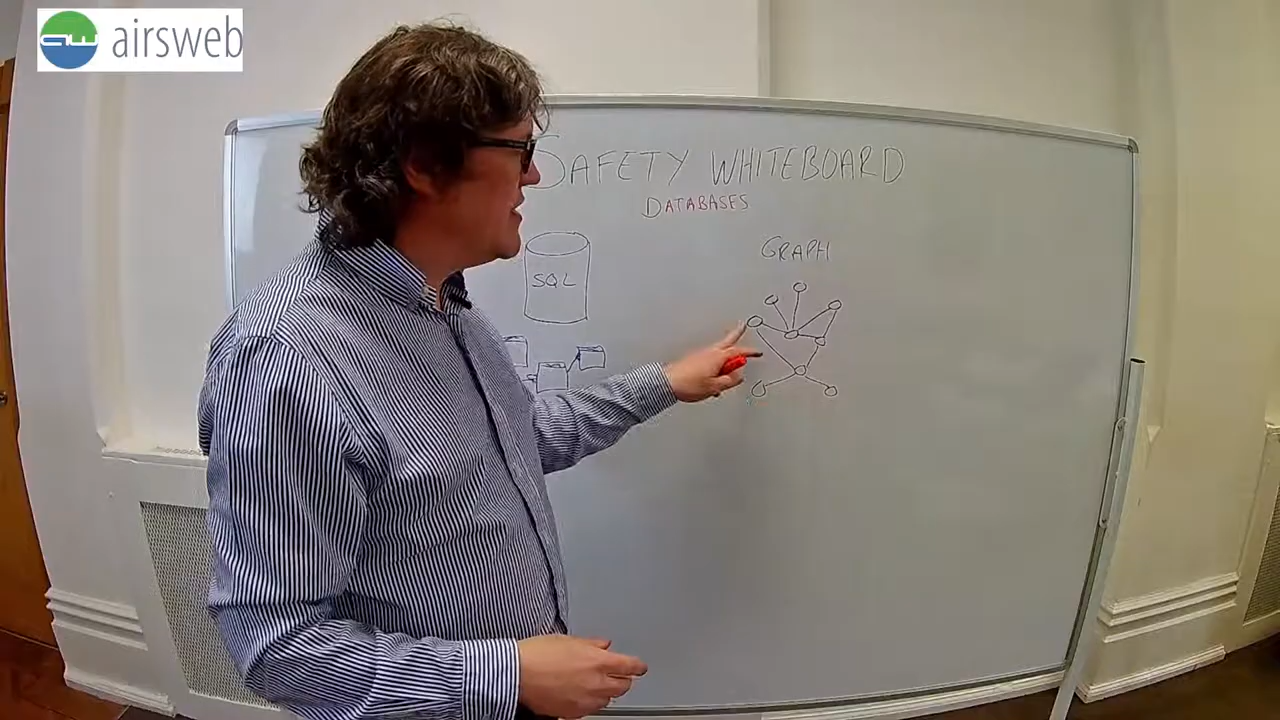 airsweb
SAFETY WHITEBOARD
DATABASES
GRAPH
SQL